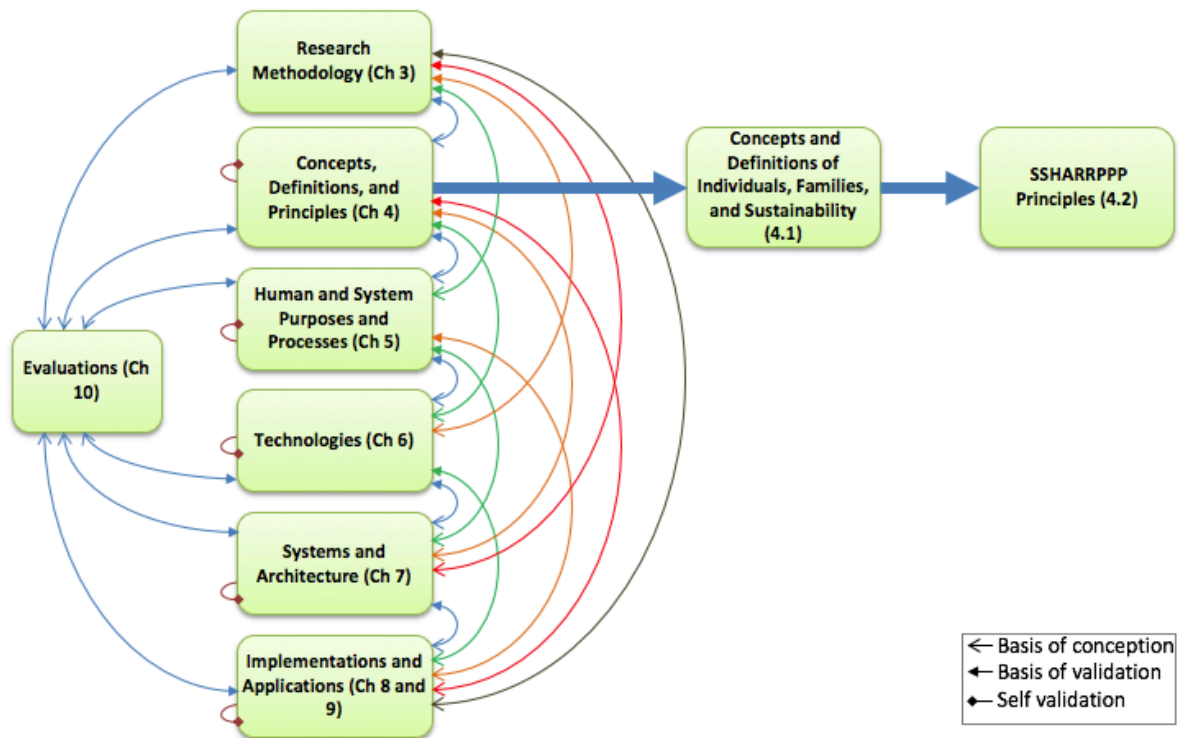 Research
Methodology (Ch 3)
Concepts,
Definitions, and
Principles (Ch 4)
Concepts and
Definitions of
Individuals, Families,
and Sustainability
(4.1)
SSHARRPPP
Principles (4.2)
Human and System
Purposes and
Processes (Ch 5)
Evaluations (Ch
10)
Technologies (Ch 6)
Systems and
Architecture (Ch 7)
Implementations and
Applications (Ch 8 and
9)
Basis of conception
Basis of validation
Self validation